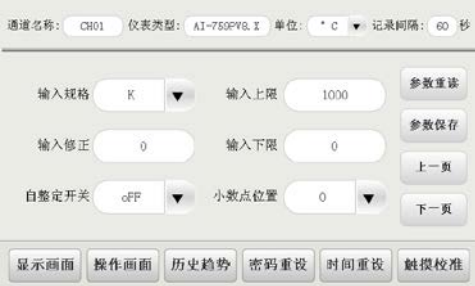 通道名称: CH01 仪表类型: AI-759PV8.X 单位: °C 记录间隔: 60 秒
输入规格 K 输入上限 1000 参数重读
输入修正 0 输入下限 0 参数保存
上一页
自整定开关 oFF 小数点位置 0 下一页
显示画面 操作画面 历史趋势 密码重设 时间重设 触摸校准